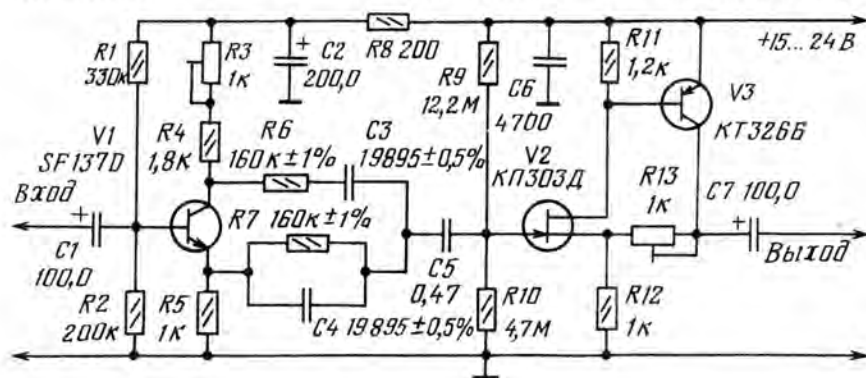 R1
330к
R3
1к
+
C2
200,0
R8 200
R9
12,2М
C6
4700
R11
1,2к
+15...24 В
V3
КТ326Б
V1
SF137D
R4
1,8к
R6
160к±1%
C3
19895±0,5%
V2
КП303Д
R13
1к
C7 100,0
+
Вход
+
C1
100,0
R7
160к±1%
C5
0,47
Выход
R2
200к
R5
1к
C4 19895±0,5%
R10
4,7М
R12
1к